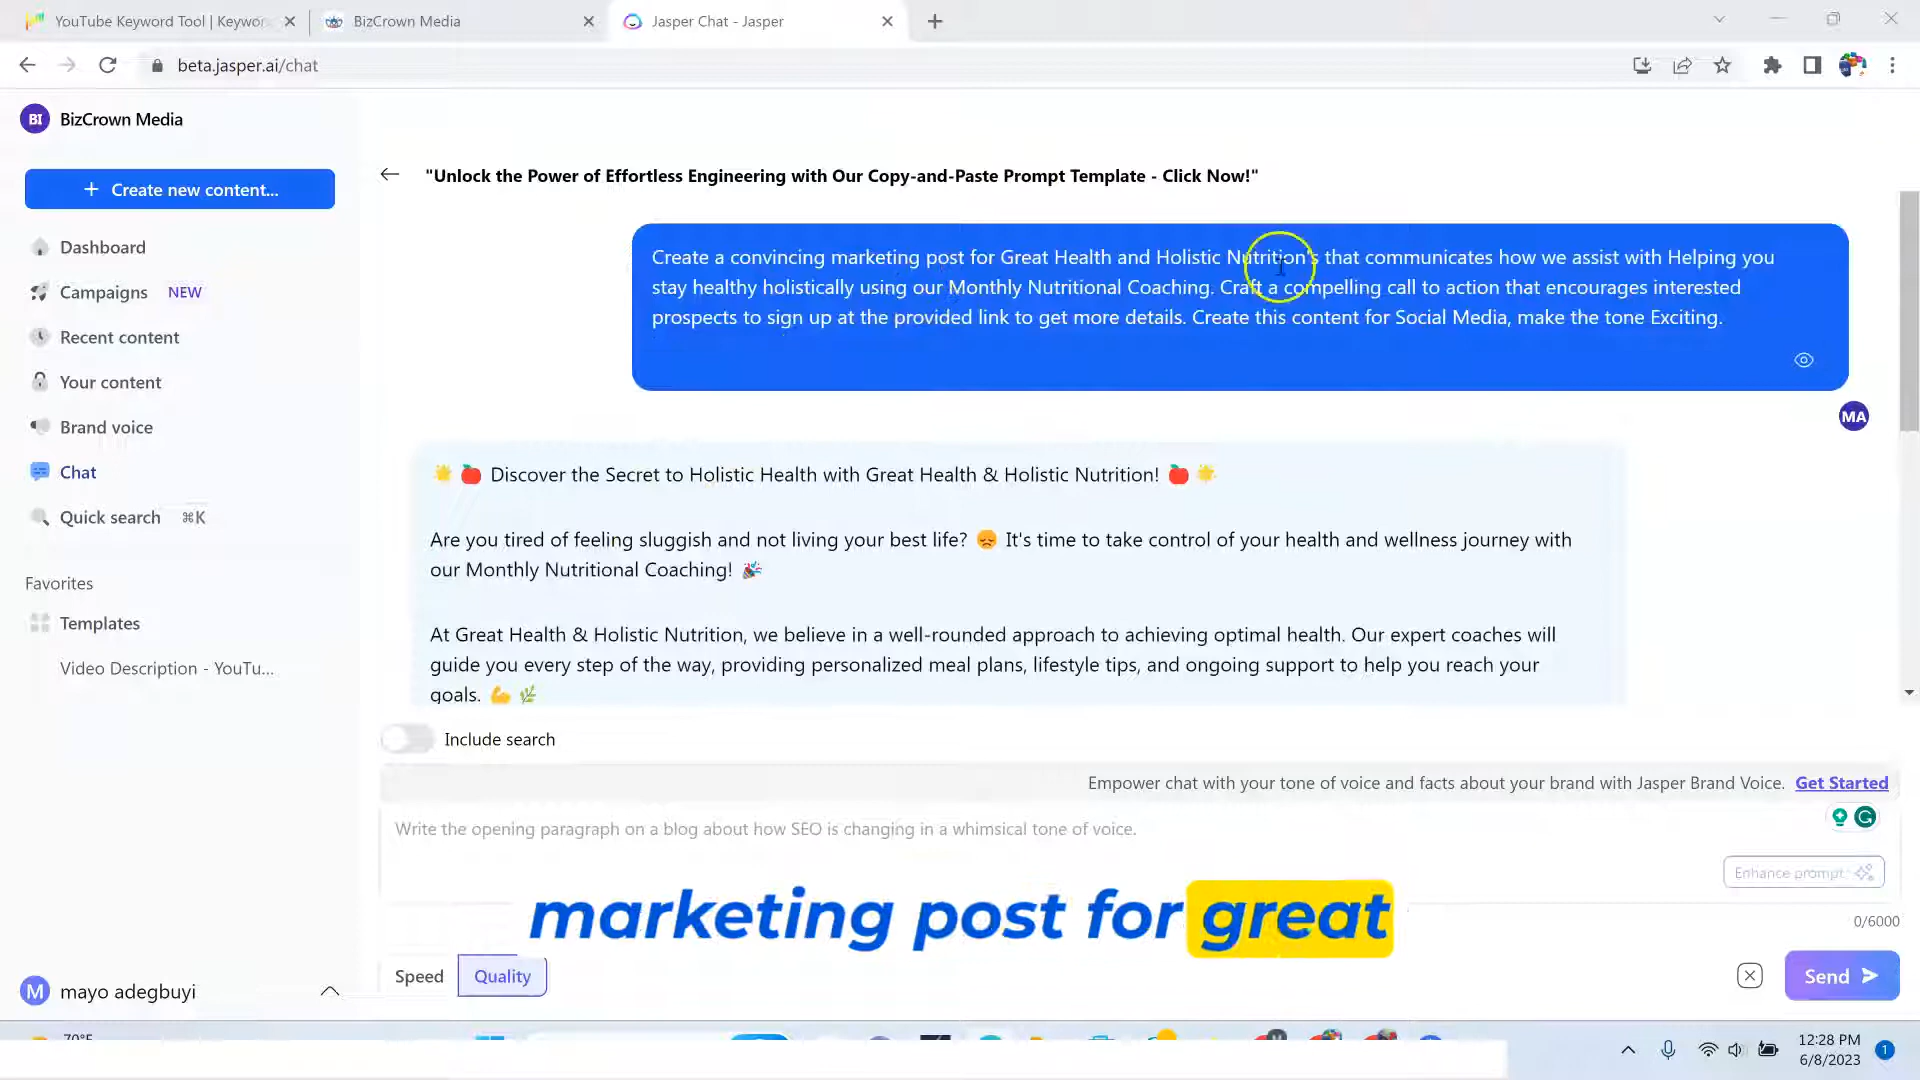 YouTube Keyword Tool | Keywor
BizCrown Media
Jasper Chat - Jasper
beta.jasper.ai/chat
BI BizCrown Media
+ Create new content...
Dashboard
Campaigns NEW
Recent content
Your content
Brand voice
Chat
Quick search ⌘K
Favorites
Templates
Video Description - YouTu...
M mayo adegbuyi
"Unlock the Power of Effortless Engineering with Our Copy-and-Paste Prompt Template - Click Now!"
Create a convincing marketing post for Great Health and Holistic Nutrition's that communicates how we assist with Helping you
stay healthy holistically using our Monthly Nutritional Coaching. Craft a compelling call to action that encourages interested
prospects to sign up at the provided link to get more details. Create this content for Social Media, make the tone Exciting.
MA
🌟 🍎 Discover the Secret to Holistic Health with Great Health & Holistic Nutrition! 🍎 🌟
Are you tired of feeling sluggish and not living your best life? 😞 It's time to take control of your health and wellness journey with
our Monthly Nutritional Coaching! 🎉
At Great Health & Holistic Nutrition, we believe in a well-rounded approach to achieving optimal health. Our expert coaches will
guide you every step of the way, providing personalized meal plans, lifestyle tips, and ongoing support to help you reach your
goals. 💪 🌿
Include search
Empower chat with your tone of voice and facts about your brand with Jasper Brand Voice. Get Started
Write the opening paragraph on a blog about how SEO is changing in a whimsical tone of voice.
Enhance prompt
marketing post for great
0/6000
Speed Quality
Send
70°F
12:28 PM
6/8/2023
1